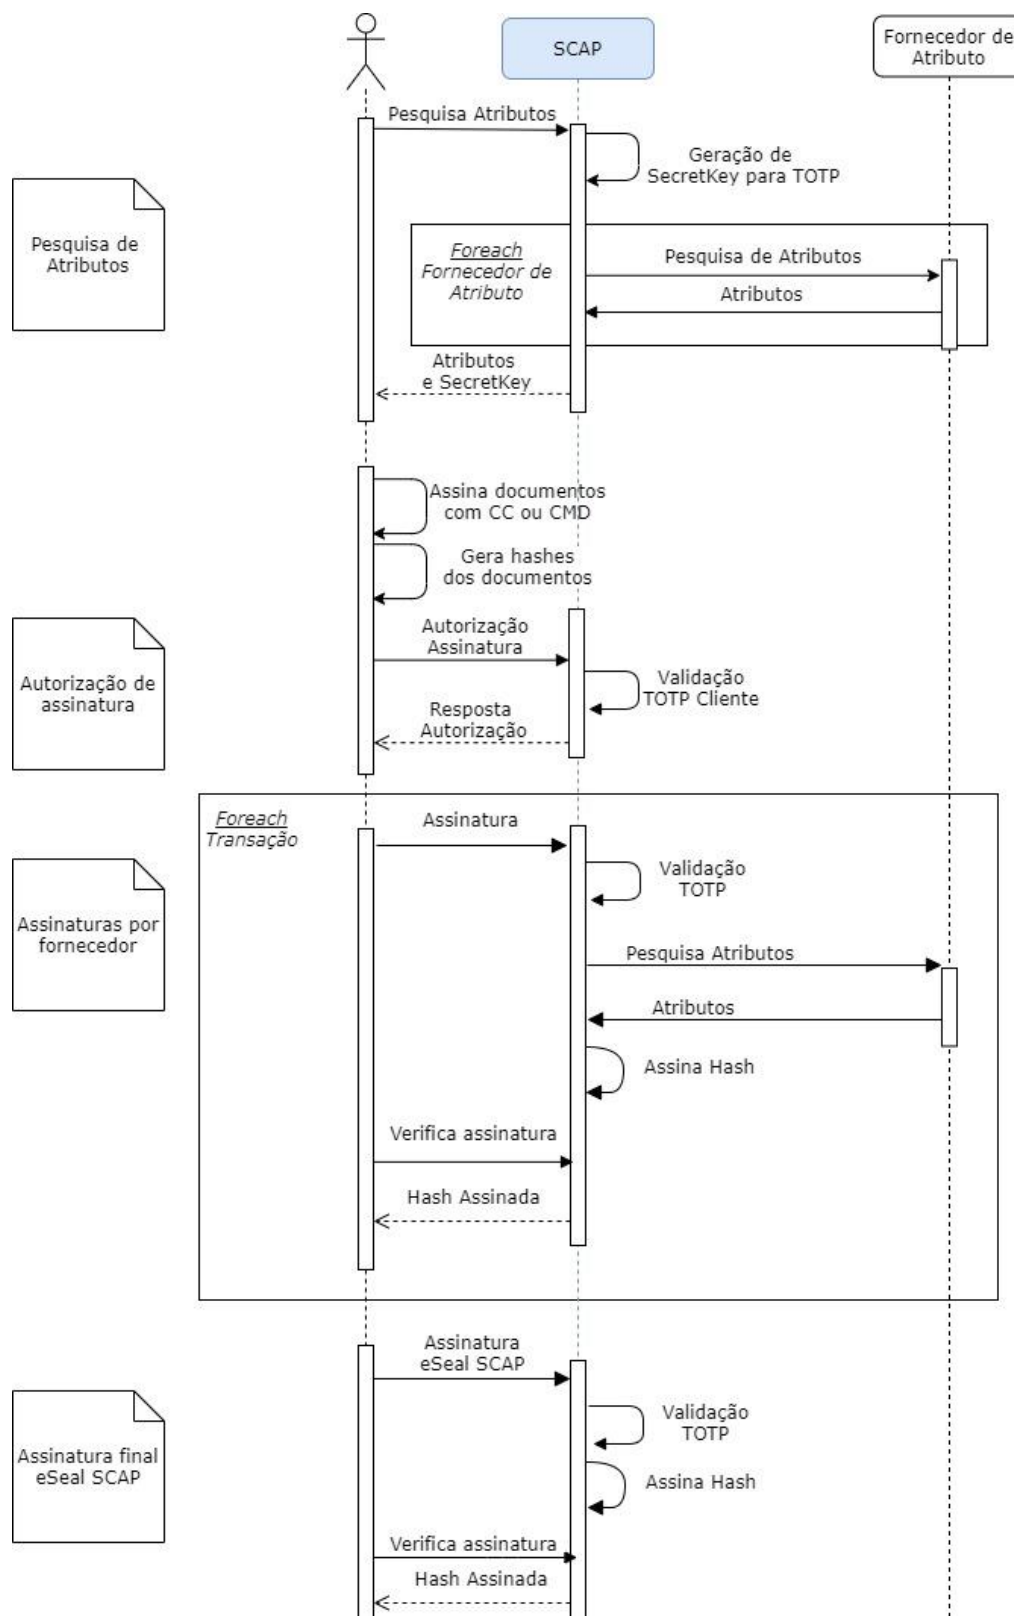 SCAP
Fornecedor de
Atributo
Pesquisa Atributos
Geração de
SecretKey para TOTP
Pesquisa de
Atributos
Foreach
Fornecedor de
Atributo
Pesquisa de Atributos
Atributos
Atributos
e SecretKey
Assina documentos
com CC ou CMD
Gera hashes
dos documentos
Autorização de
assinatura
Autorização
Assinatura
Validação
TOTP Cliente
Resposta
Autorização
Foreach
Transação
Assinatura
Validação
TOTP
Assinaturas por
fornecedor
Pesquisa Atributos
Atributos
Assina Hash
Verifica assinatura
Hash Assinada
Assinatura
eSeal SCAP
Validação
TOTP
Assinatura final
eSeal SCAP
Assina Hash
Verifica assinatura
Hash Assinada